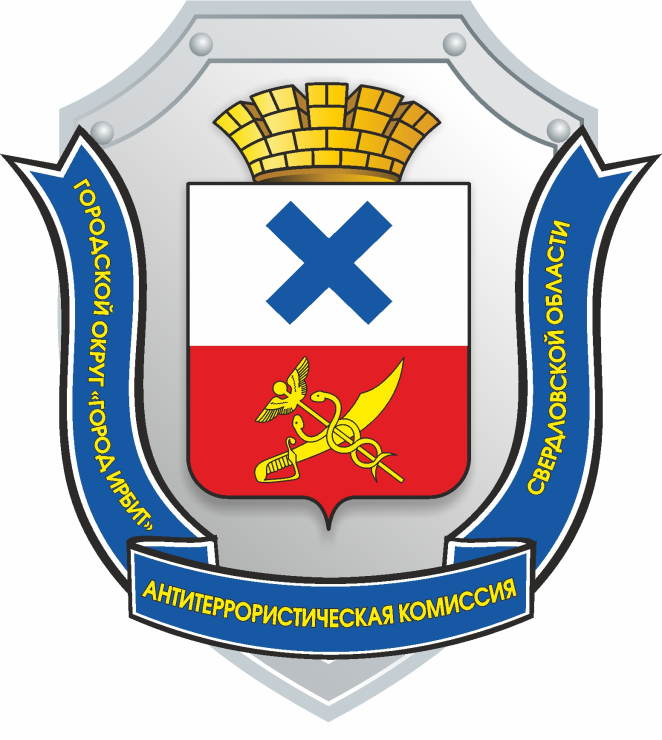 ГОРОДСКОЙ ОКРУГ «ГОРОД ИРБИТ»
СВЕРДЛОВСКОЙ ОБЛАСТИ
АНТИТЕРРОРИСТИЧЕСКАЯ КОМИССИЯ